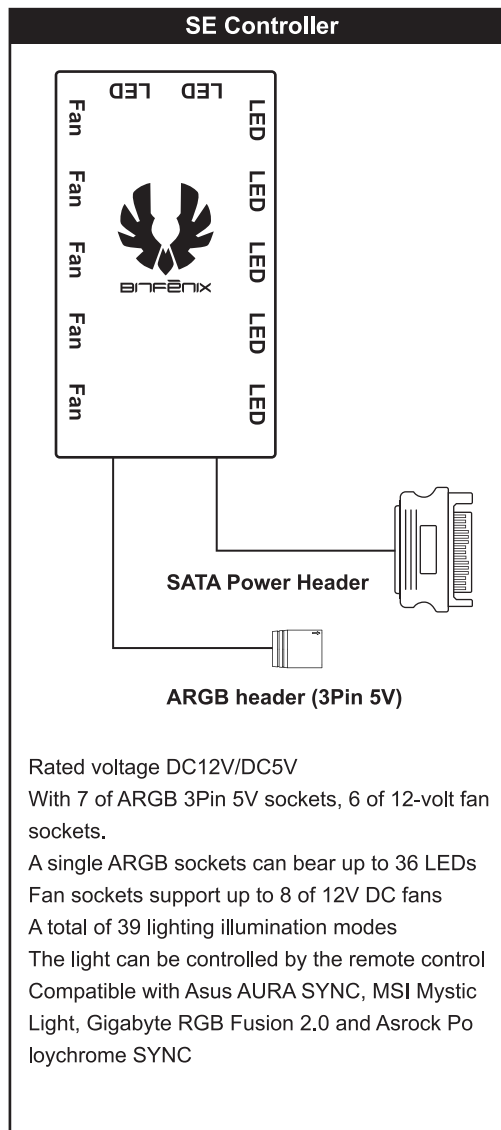 SE Controller
LED LED
Fan LED
Fan LED
Fan LED
BITFENIX
Fan LED
Fan LED
SATA Power Header
ARGB header (3Pin 5V)
Rated voltage DC12V/DC5V
With 7 of ARGB 3Pin 5V sockets, 6 of 12-volt fan
sockets.
A single ARGB sockets can bear up to 36 LEDs
Fan sockets support up to 8 of 12V DC fans
A total of 39 lighting illumination modes
The light can be controlled by the remote control
Compatible with Asus AURA SYNC, MSI Mystic
Light, Gigabyte RGB Fusion 2.0 and Asrock Po
loychrome SYNC